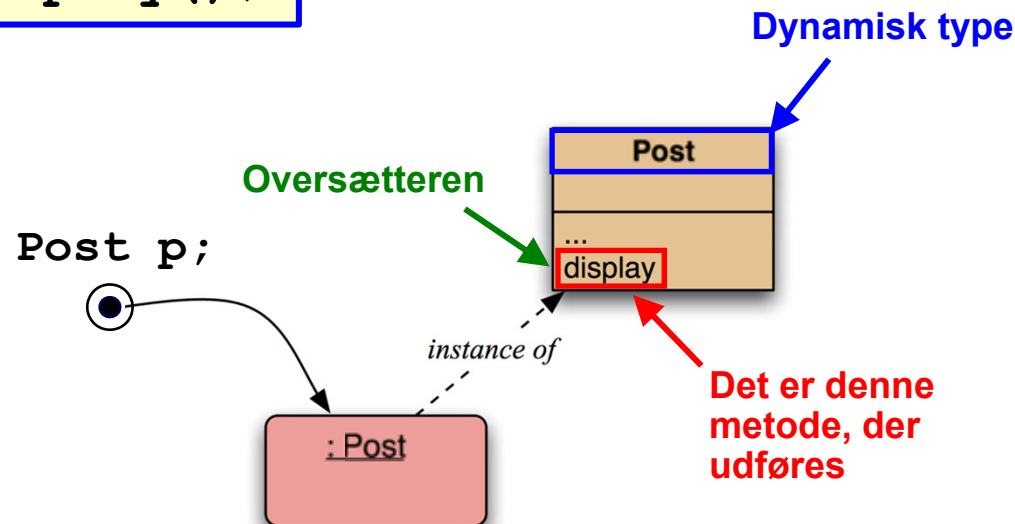 Dynamisk type
Post
Oversætteren
...
display
Post p;
instance of
: Post
Det er denne
metode, der
udføres